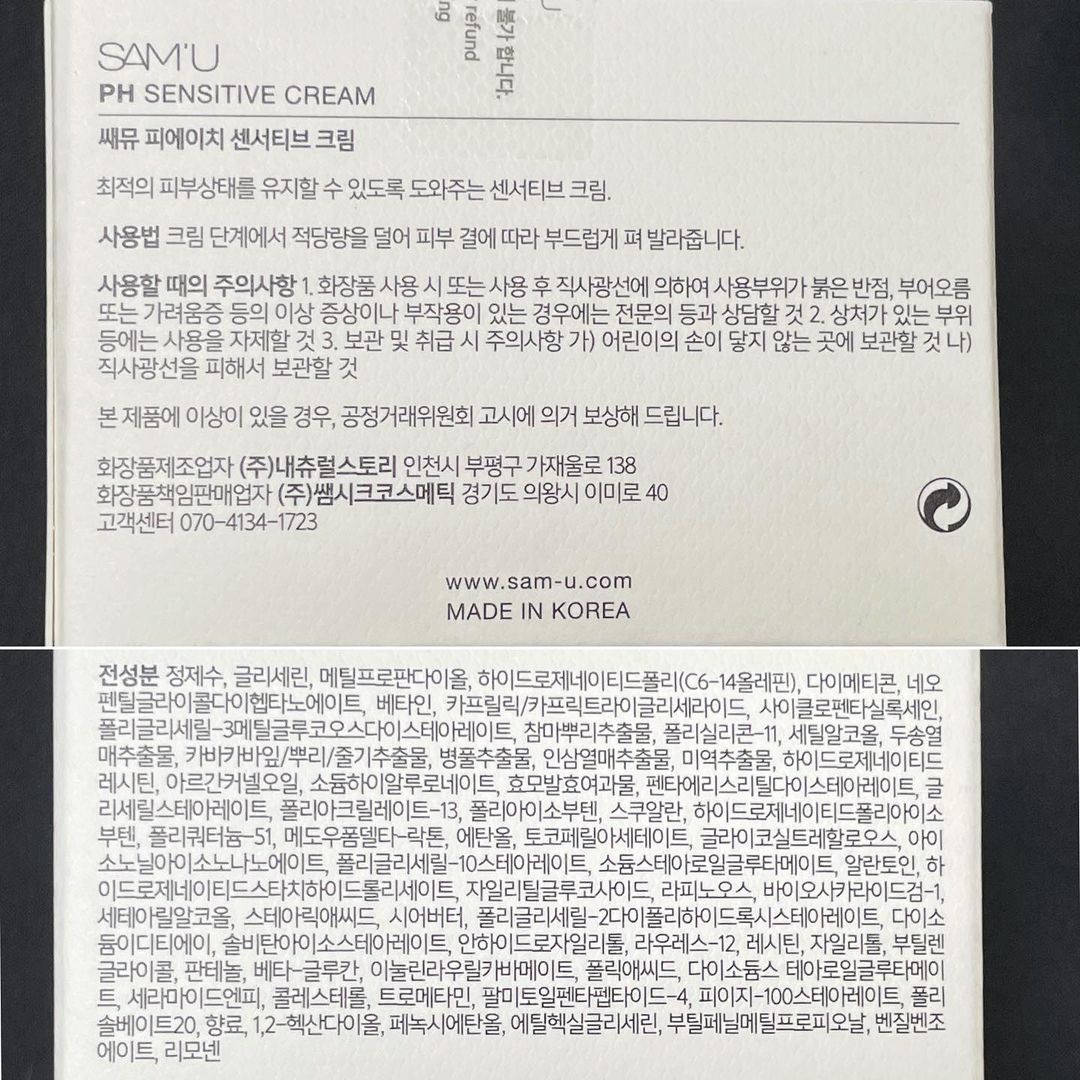 SAM'U
PH SENSITIVE CREAM
불가 합니다.
refund
쌔뮤 피에이치 센서티브 크림
최적의 피부상태를 유지할 수 있도록 도와주는 센서티브 크림.
사용법 크림 단계에서 적당량을 덜어 피부 결에 따라 부드럽게 펴 발라줍니다.
사용할 때의 주의사항 1. 화장품 사용 시 또는 사용 후 직사광선에 의하여 사용부위가 붉은 반점, 부어오름
또는 가려움증 등의 이상 증상이나 부작용이 있는 경우에는 전문의 등과 상담할 것 2. 상처가 있는 부위
등에는 사용을 자제할 것 3. 보관 및 취급 시 주의사항 가) 어린이의 손이 닿지 않는 곳에 보관할 것 나)
직사광선을 피해서 보관할 것
본 제품에 이상이 있을 경우, 공정거래위원회 고시에 의거 보상해 드립니다.
화장품제조업자 (주)내츄럴스토리 인천시 부평구 가재울로 138
화장품책임판매업자 (주)쌤시크코스메틱 경기도 의왕시 이미로 40
고객센터 070-4134-1723
www.sam-u.com
MADE IN KOREA
전성분 정제수, 글리세린, 메틸프로판다이올, 하이드로제네이티드폴리(C6-14올레핀), 다이메티콘, 네오
펜틸글라이콜다이헵타노에이트, 베타인, 카프릴릭/카프릭트라이글리세라이드, 사이클로펜타실록세인,
폴리글리세릴-3메틸글루코오스다이스테아레이트, 참마뿌리추출물, 폴리실리콘-11, 세틸알코올, 두송열
매추출물, 카바카바잎/뿌리/줄기추출물, 병풀추출물, 인삼열매추출물, 미역추출물, 하이드로제네이티드
레시틴, 아르간커넬오일, 소듐하이알루로네이트, 효모발효여과물, 펜타에리스리틸다이스테아레이트, 글
리세릴스테아레이트, 폴리아크릴레이트-13, 폴리아이소부텐, 스쿠알란, 하이드로제네이티드폴리아이소
부텐, 폴리쿼터늄-51, 메도우폼델타-락톤, 에탄올, 토코페릴아세테이트, 글라이코실트레할로오스, 아이
소노닐아이소노나노에이트, 폴리글리세릴-10스테아레이트, 소듐스테아로일글루타메이트, 알란토인, 하
이드로제네이티드스타치하이드롤리세이트, 자일리틸글루코사이드, 라피노오스, 바이오사카라이드검-1,
세테아릴알코올, 스테아릭애씨드, 시어버터, 폴리글리세릴-2다이폴리하이드록시스테아레이트, 다이소
듐이디티에이, 솔비탄아이소스테아레이트, 안하이드로자일리톨, 라우레스-12, 레시틴, 자일리톨, 부틸렌
글라이콜, 판테놀, 베타-글루칸, 이눌린라우릴카바메이트, 폴릭애씨드, 다이소듐스 테아로일글루타메이
트, 세라마이드엔피, 콜레스테롤, 트로메타민, 팔미토일펜타펩타이드-4, 피이지-100스테아레이트, 폴리
솔베이트20, 향료, 1,2-헥산다이올, 페녹시에탄올, 에틸헥실글리세린, 부틸페닐메틸프로피오날, 벤질벤조
에이트, 리모넨